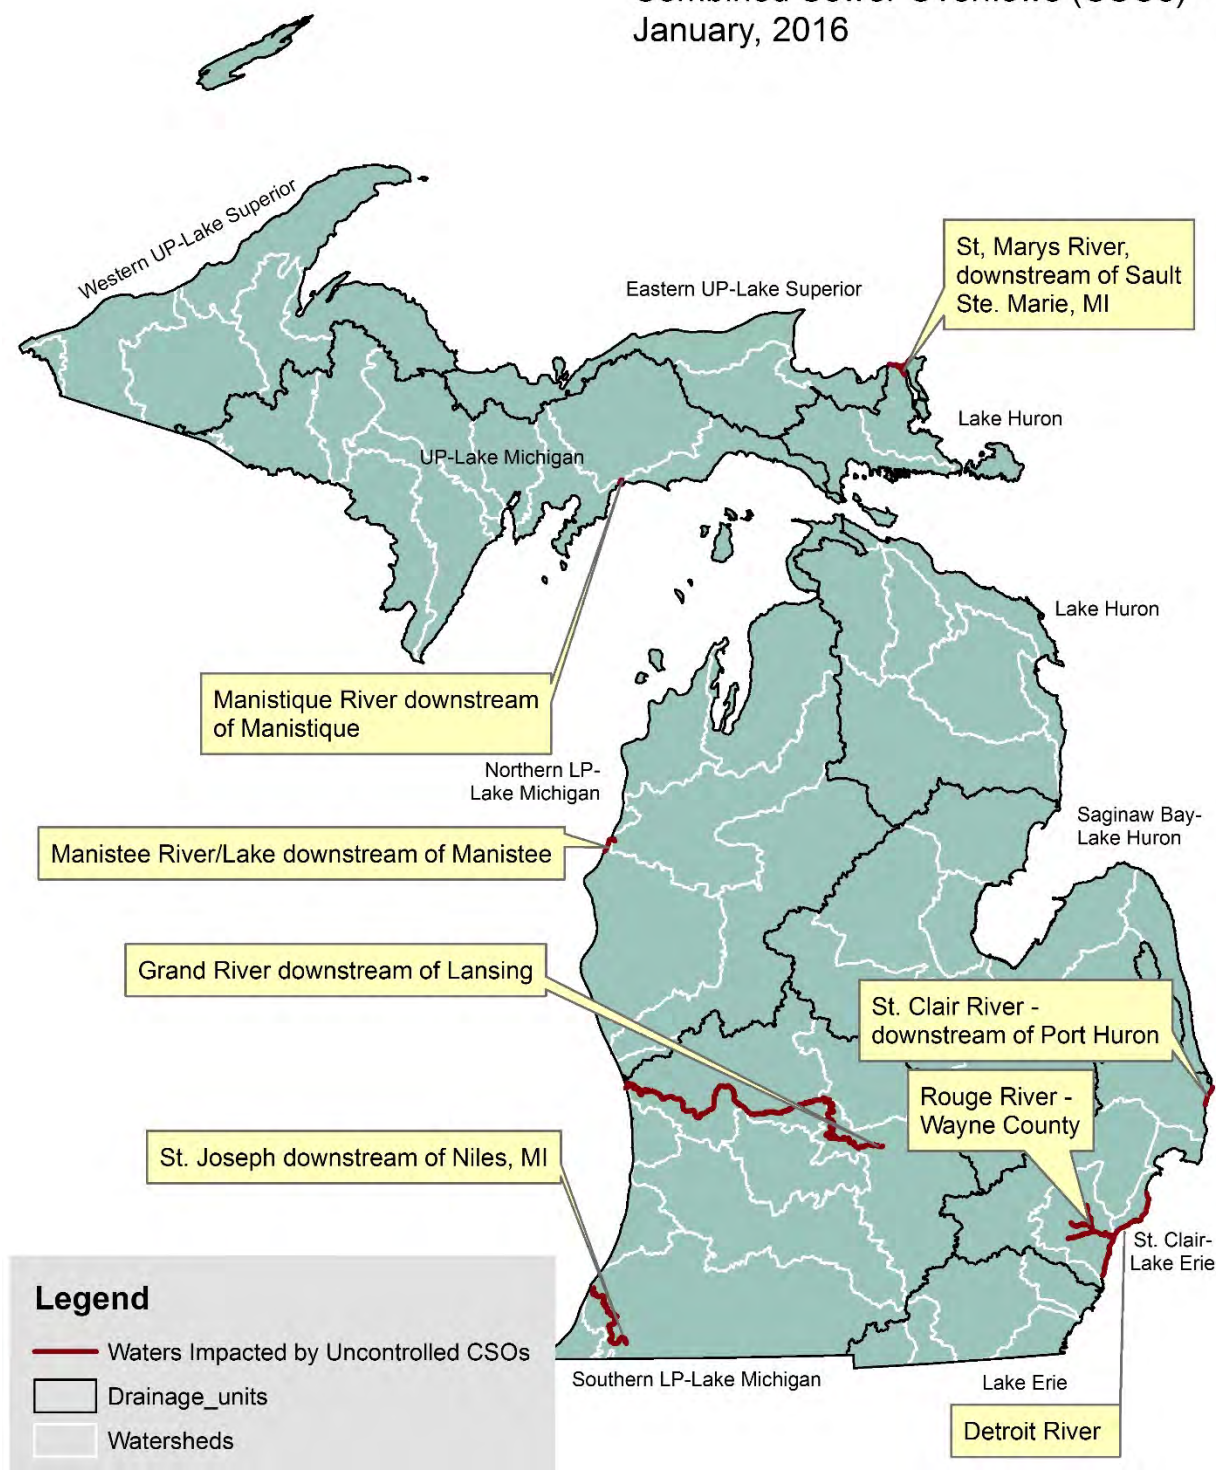 January, 2016
Western UP-Lake Superior
Eastern UP-Lake Superior
St, Marys River,
downstream of Sault
Ste. Marie, MI
Lake Huron
UP-Lake Michigan
Lake Huron
Manistique River downstream
of Manistique
Northern LP-
Lake Michigan
Saginaw Bay-
Lake Huron
Manistee River/Lake downstream of Manistee
Grand River downstream of Lansing
St. Clair River -
downstream of Port Huron
Rouge River -
Wayne County
St. Joseph downstream of Niles, MI
St. Clair-
Lake Erie
Legend
Waters Impacted by Uncontrolled CSOs
Drainage_units
Watersheds
Southern LP-Lake Michigan
Lake Erie
Detroit River